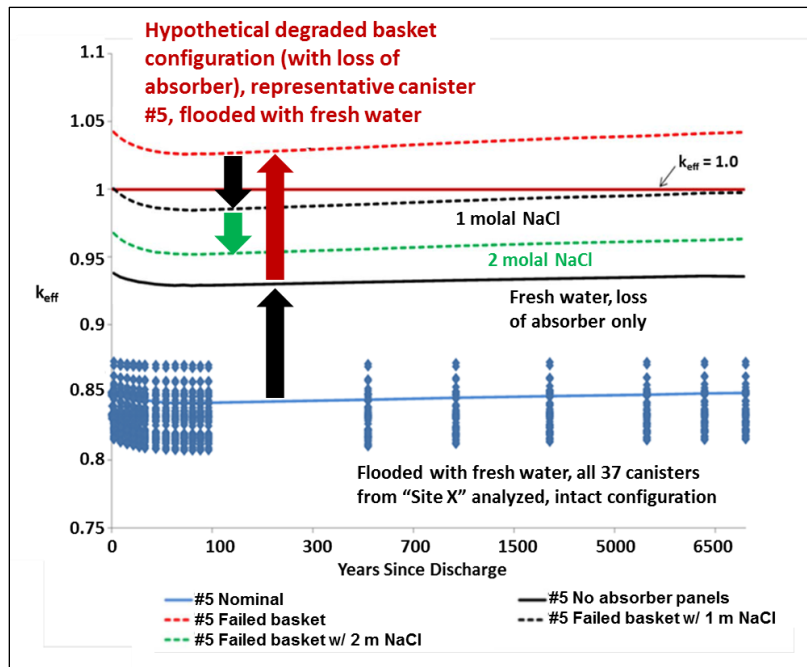 Hypothetical degraded basket
configuration (with loss of
absorber), representative canister
#5, flooded with fresh water
1.1
1.05
1
0.95
0.9
0.85
0.8
0.75
keff
keff = 1.0
1 molal NaCl
2 molal NaCl
Fresh water, loss
of absorber only
Flooded with fresh water, all 37 canisters
from “Site X” analyzed, intact configuration
0 100 300 700 1500 5000 6500
Years Since Discharge
#5 Nominal
#5 No absorber panels
#5 Failed basket
#5 Failed basket w/ 1 m NaCl
#5 Failed basket w/ 2 m NaCl